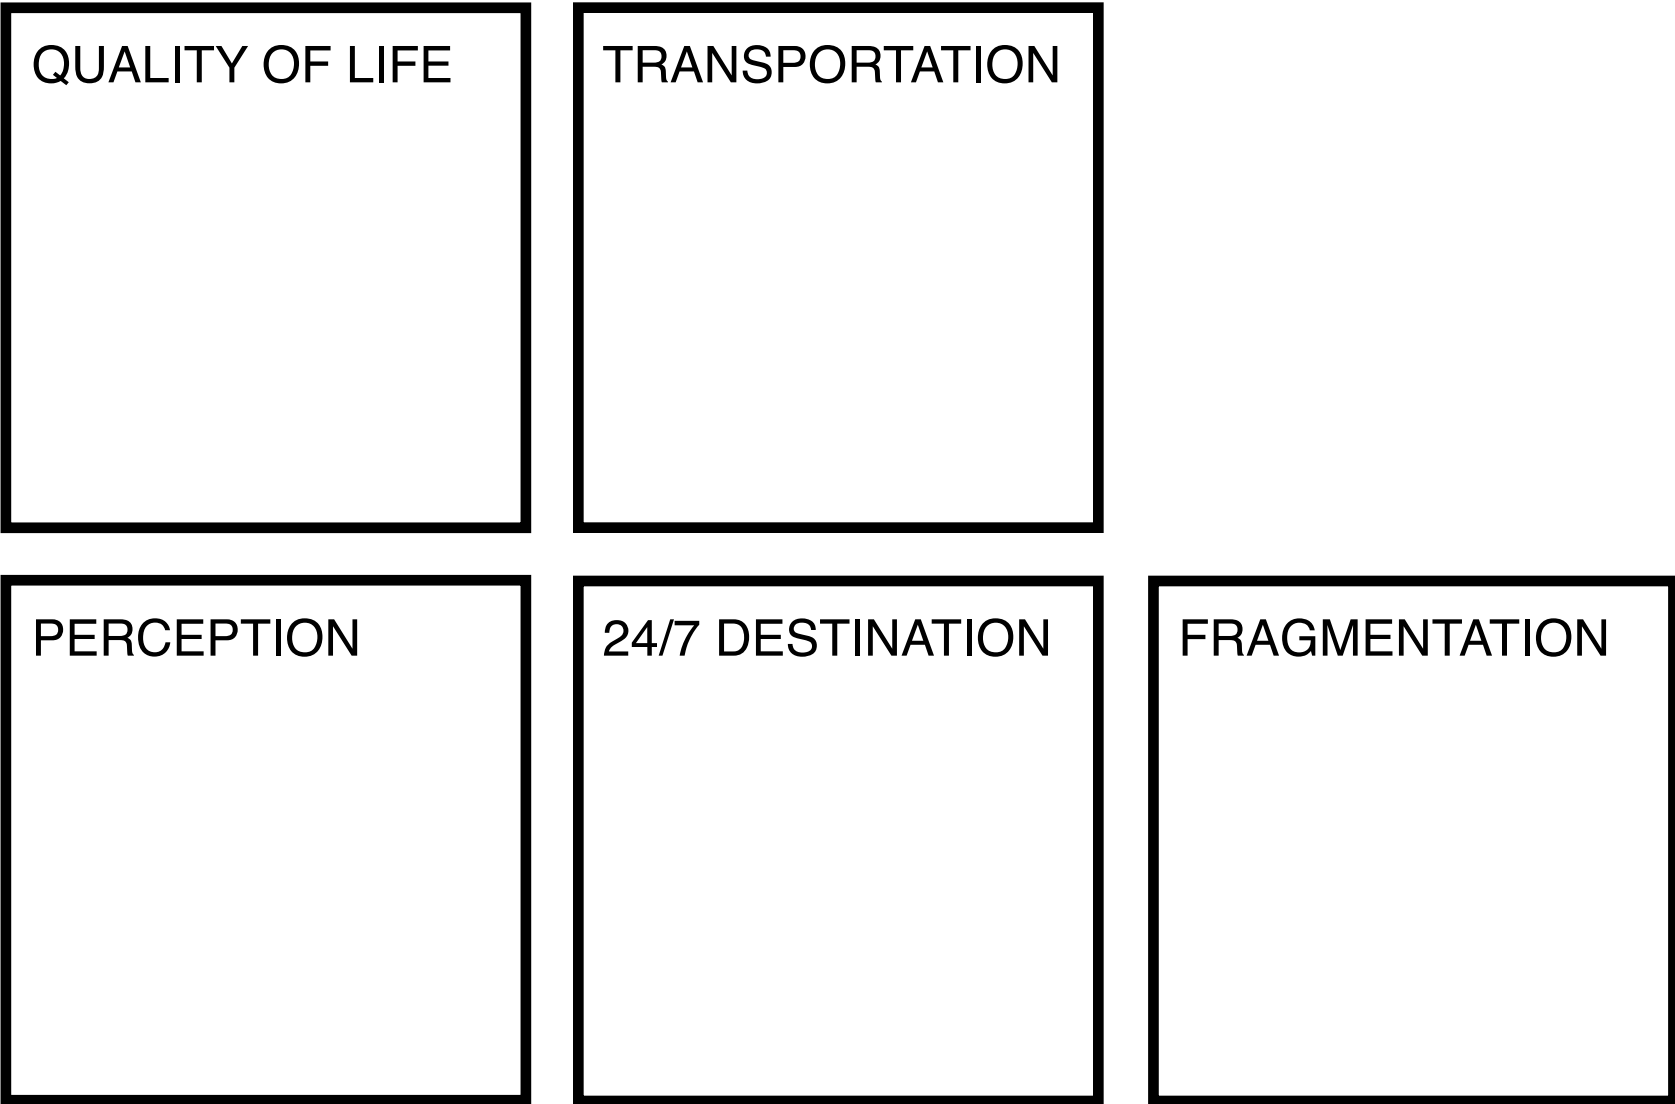 QUALITY OF LIFE
TRANSPORTATION
PERCEPTION
24/7 DESTINATION
FRAGMENTATION